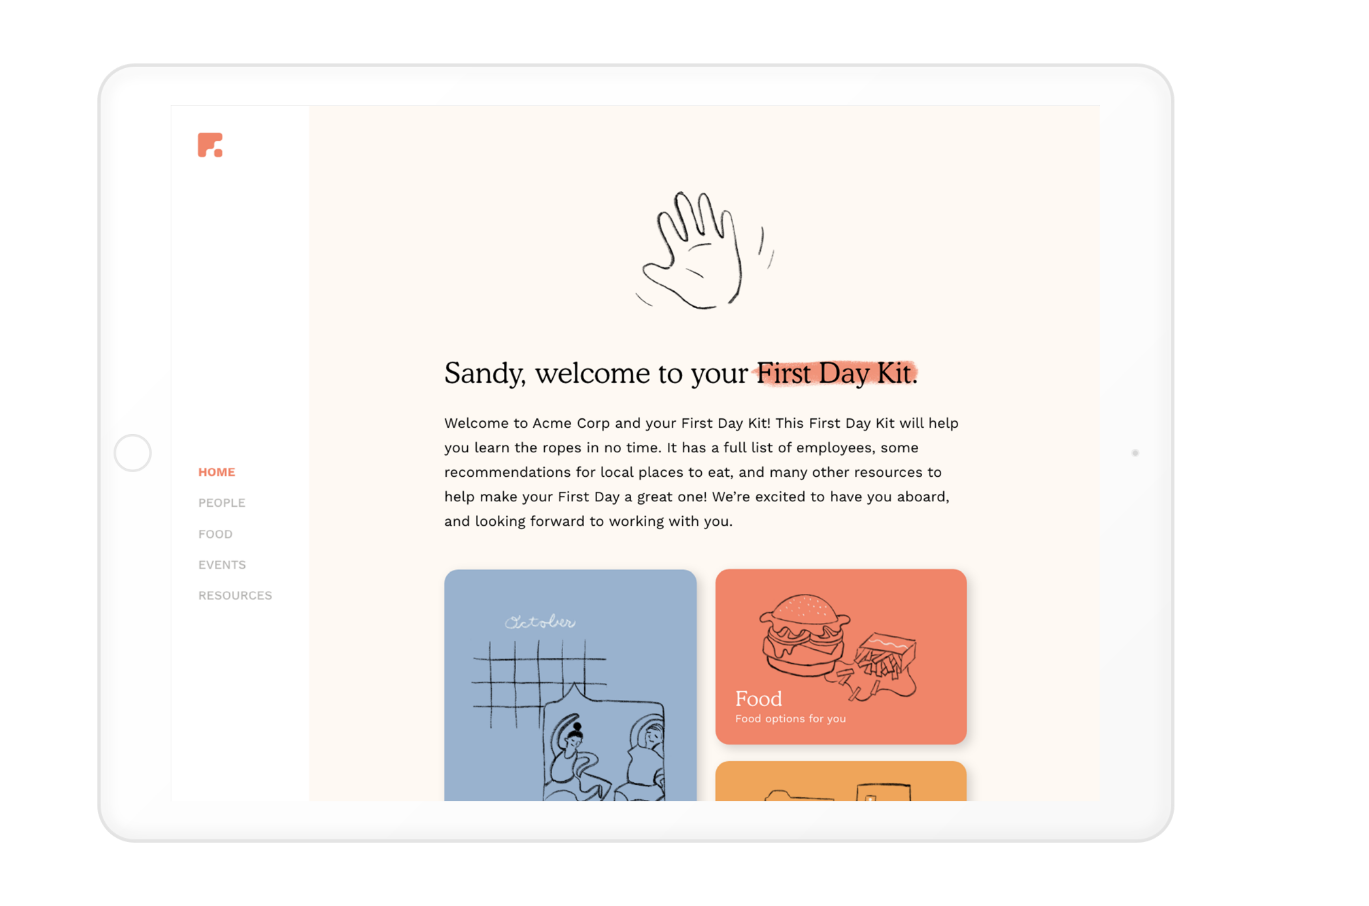 HOME
PEOPLE
FOOD
EVENTS
RESOURCES
Sandy, welcome to your First Day Kit.
Welcome to Acme Corp and your First Day Kit! This First Day Kit will help
you learn the ropes in no time. It has a full list of employees, some
recommendations for local places to eat, and many other resources to
help make your First Day a great one! We’re excited to have you aboard,
and looking forward to working with you.
October
Food
Food options for you